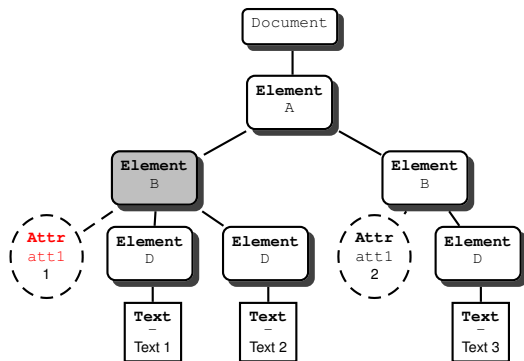 Document
Element
A
Element
B
Element
B
Attr
att1
1
Element
D
Element
D
Attr
att1
2
Element
D
Text
–
Text 1
Text
–
Text 2
Text
–
Text 3